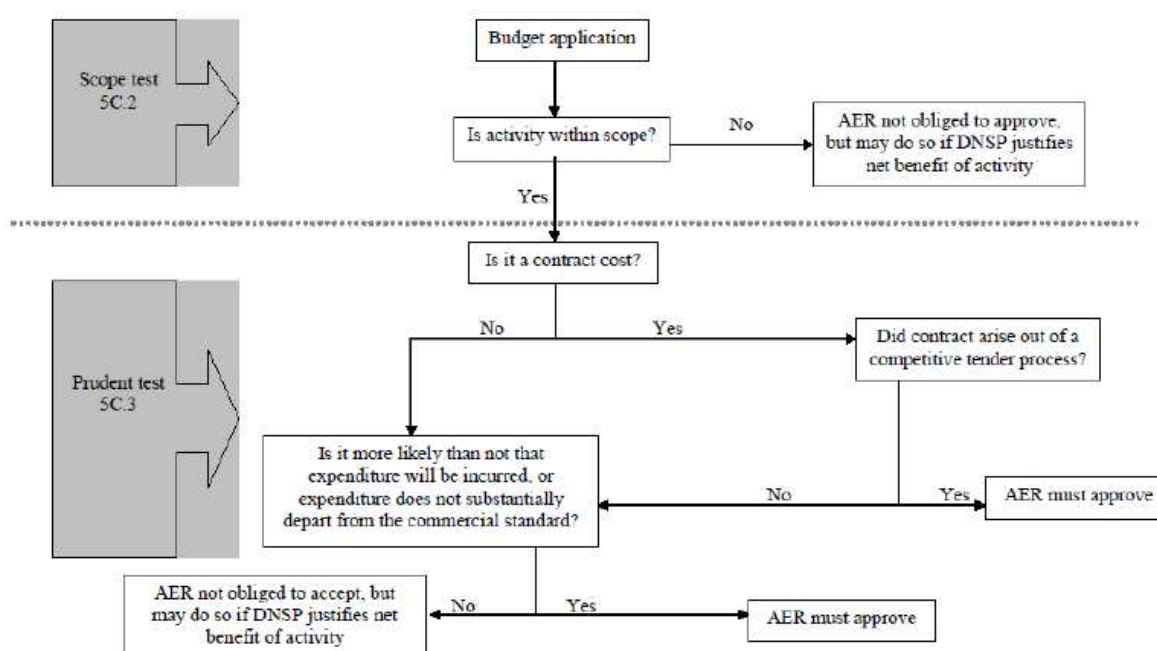 Budget application
Scope test
5C.2
Is activity within scope?
No
AER not obliged to approve,
but may do so if DNSP justifies
net benefit of activity
Yes
Is it a contract cost?
No
Yes
Did contract arise out of a
competitive tender process?
Prudent test
5C.3
Is it more likely than not that
expenditure will be incurred, or
expenditure does not substantially
depart from the commercial standard?
No
Yes
AER must approve
AER not obliged to accept, but
may do so if DNSP justifies net
benefit of activity
No
Yes
AER must approve